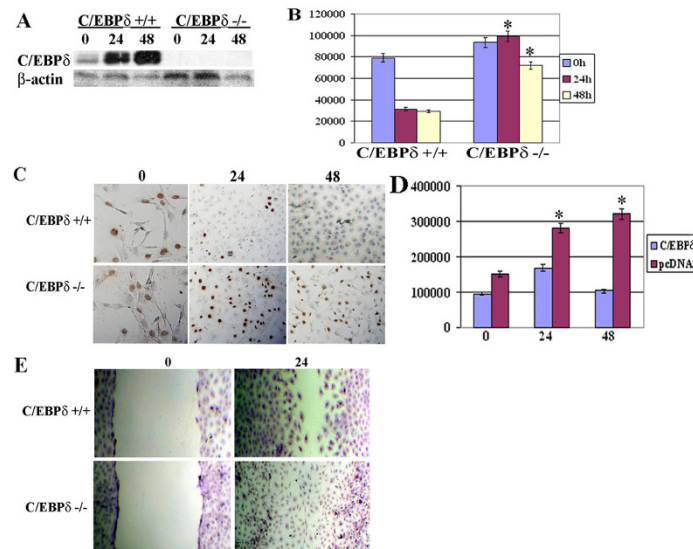 A
C/EBPδ +/+ C/EBPδ -/-
0 24 48 0 24 48
C/EBPδ
β-actin
B
120000
100000
80000
60000
40000
20000
0
* *
0h
24h
48h
C/EBPδ +/+ C/EBPδ -/-
C
0 24 48
C/EBPδ +/+
C/EBPδ -/-
D
400000
300000
200000
100000
0
* *
C/EBPδ
pcDNA
0 24 48
E
0 24
C/EBPδ +/+
C/EBPδ -/-